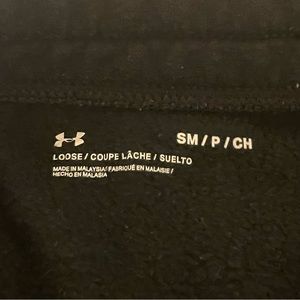 SM / P / CH
LOOSE / COUPE LÂCHE / SUELTO
MADE IN MALAYSIA / FABRIQUÉ EN MALAISIE /
HECHO EN MALASIA